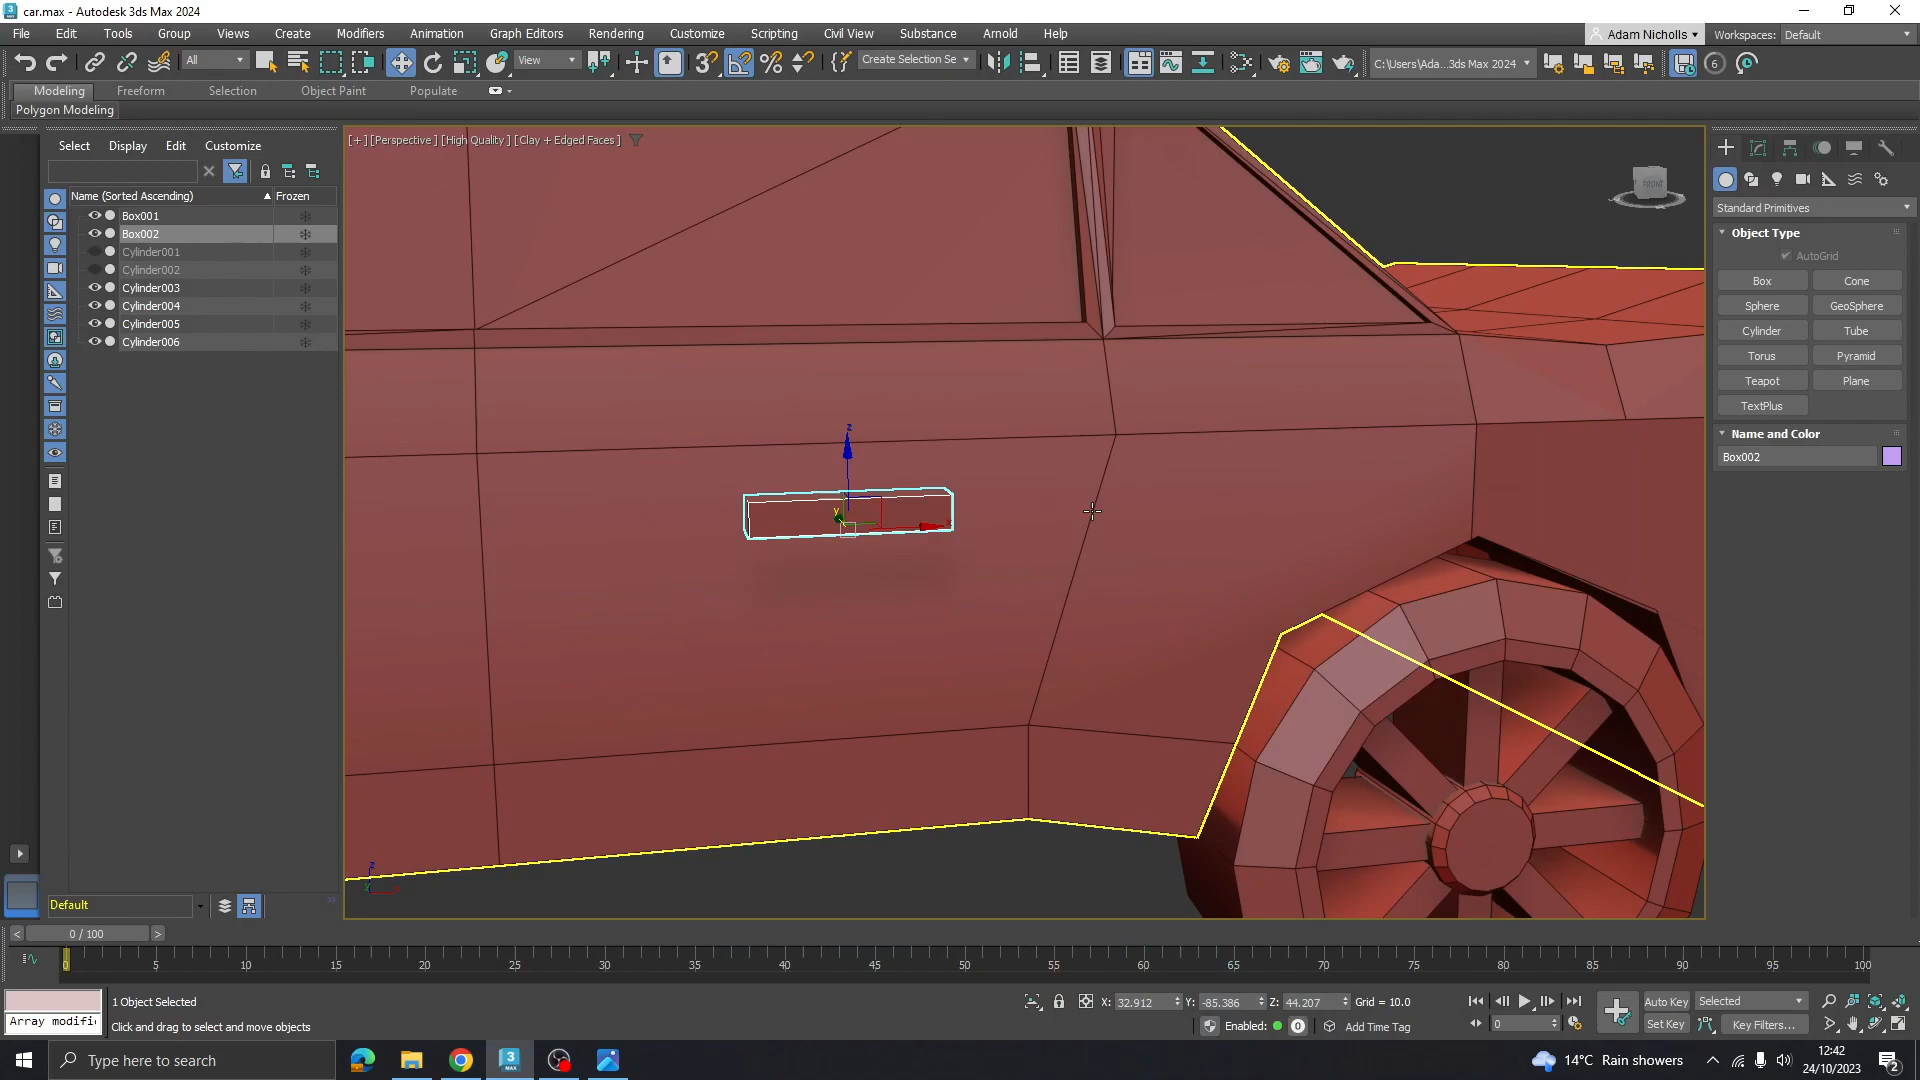 car.max - Autodesk 3ds Max 2024
File Edit Tools Group Views Create Modifiers Animation Graph Editors Rendering Customize Scripting Civil View Substance Arnold Help
Adam Nicholls Workspaces: Default
All View Create Selection Se C:\Users\Ada...3ds Max 2024
Modeling Freeform Selection Object Paint Populate
Polygon Modeling
Select Display Edit Customize
[+] [Perspective] [High Quality] [Clay + Edged Faces]
Name (Sorted Ascending) Frozen
Box001
Box002
Cylinder001
Cylinder002
Cylinder003
Cylinder004
Cylinder005
Cylinder006
FRONT
z
y
z
y
Standard Primitives
Object Type
AutoGrid
Box Cone
Sphere GeoSphere
Cylinder Tube
Torus Pyramid
Teapot Plane
TextPlus
Name and Color
Box002
Default
0 / 100
0 5 10 15 20 25 30 35 40 45 50 55 60 65 70 75 80 85 90 95 100
1 Object Selected
X: 32.912 Y: -85.386 Z: 44.207 Grid = 10.0
Auto Key Selected
Array modifi
Click and drag to select and move objects
Enabled: 0 Add Time Tag
0 Set Key Key Filters...
Type here to search
14°C Rain showers
12:42
24/10/2023
2